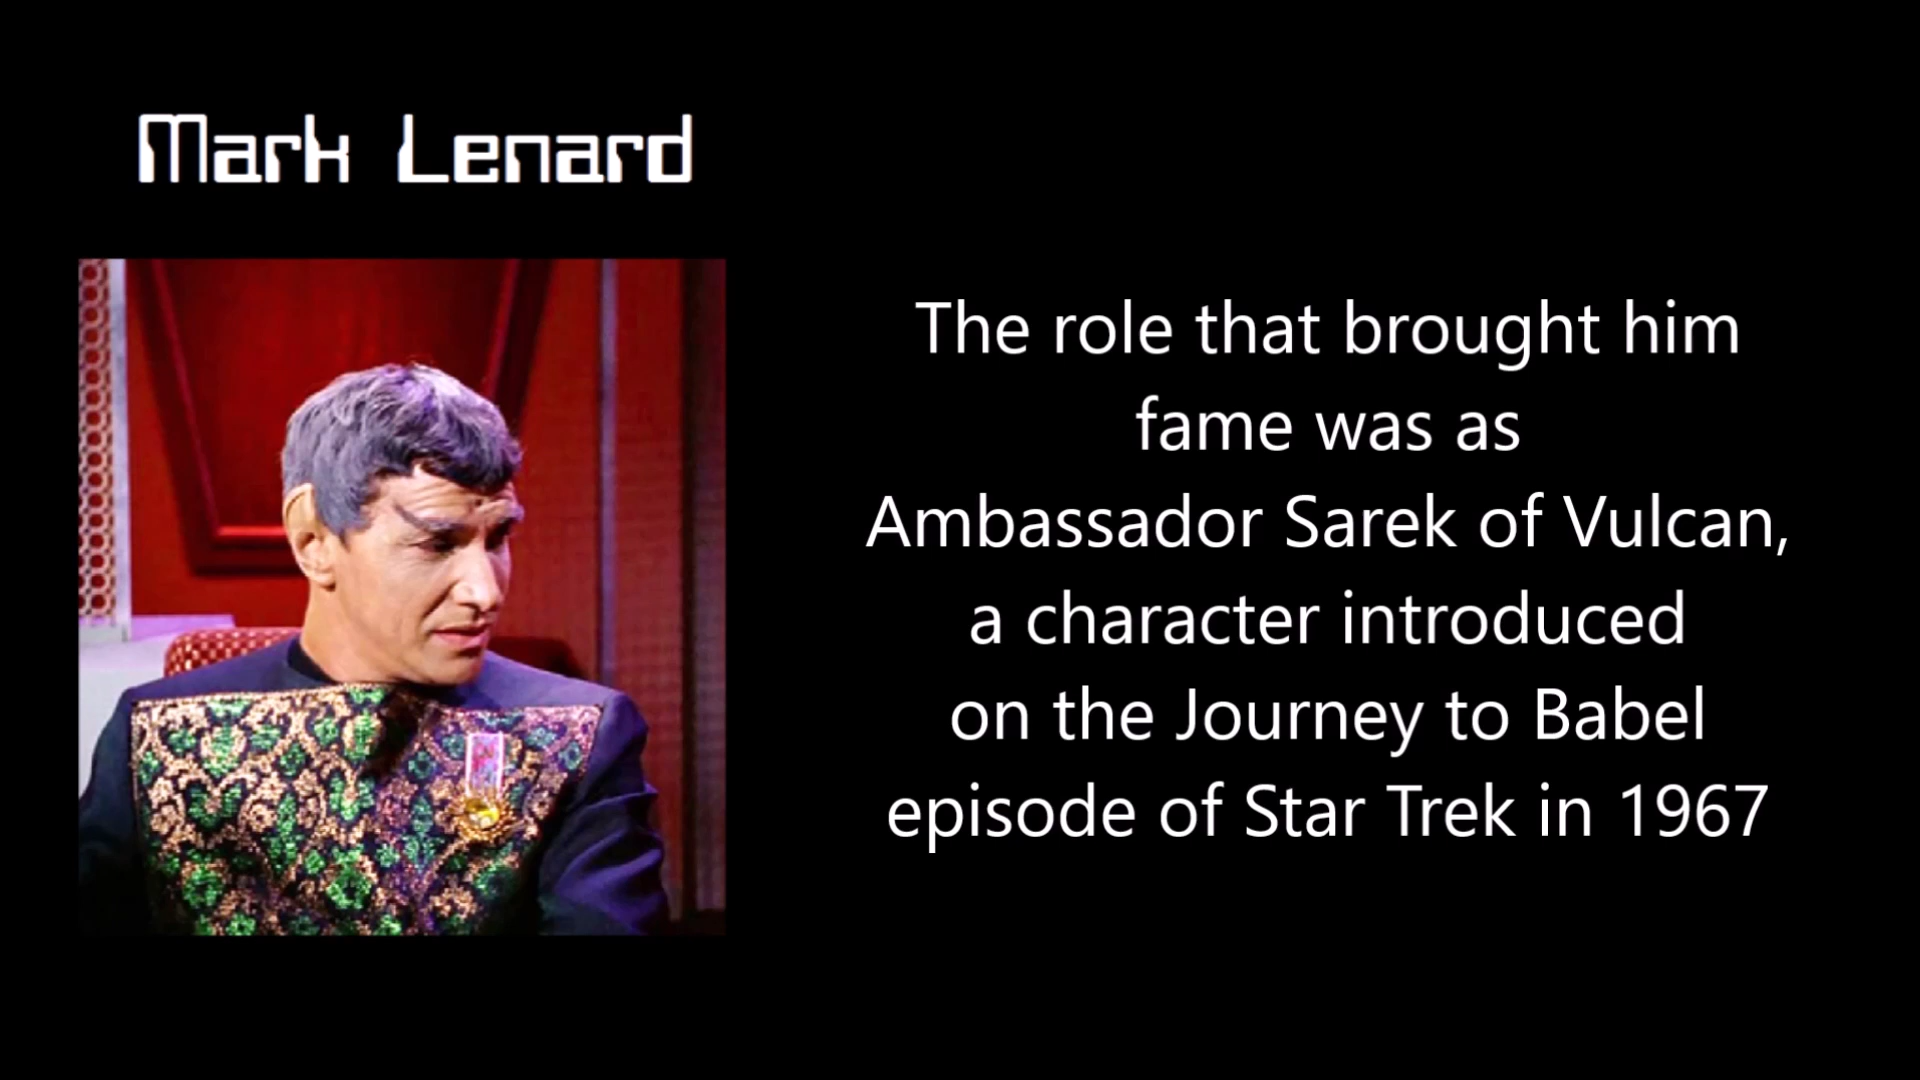 Mark Lenard
The role that brought him
fame was as
Ambassador Sarek of Vulcan,
a character introduced
on the Journey to Babel
episode of Star Trek in 1967